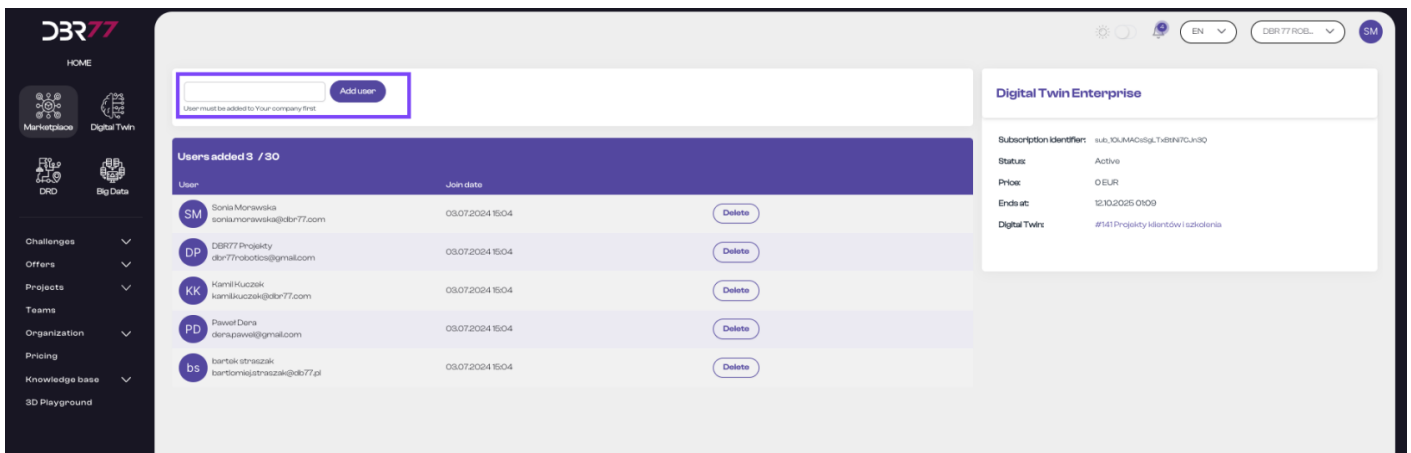 DBR77
HOME
Marketplace
Digital Twin
DRD
Big Data
Challenges
Offers
Projects
Teams
Organization
Pricing
Knowledge base
3D Playground
EN
DBR 77 ROB...
SM
Add user
User must be added to Your company first
Users added 3 / 30
User Join date
SM Sonia Morawska 03.07.2024 15:04 Delete
sonia.morawska@dbr77.com
DP DBR77 Projekty 03.07.2024 15:04 Delete
dbr77robotics@gmail.com
KK Kamil Kuczek 03.07.2024 15:04 Delete
kamil.kuczek@dbr77.com
PD Paweł Dera 03.07.2024 15:04 Delete
dera.pawel@gmail.com
bs bartek straszak 03.07.2024 15:04 Delete
bartlomiej.straszak@db77.pl
Digital Twin Enterprise
Subscription identifier:
Status: Active
Price: 0 EUR
Ends at: 12.10.2025 01:09
Digital Twin: #141 Projekty klientów i szkolenia